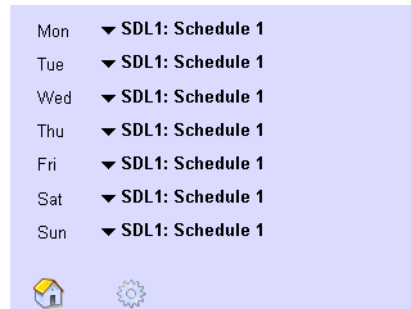 Mon SDL1: Schedule 1
Tue SDL1: Schedule 1
Wed SDL1: Schedule 1
Thu SDL1: Schedule 1
Fri SDL1: Schedule 1
Sat SDL1: Schedule 1
Sun SDL1: Schedule 1